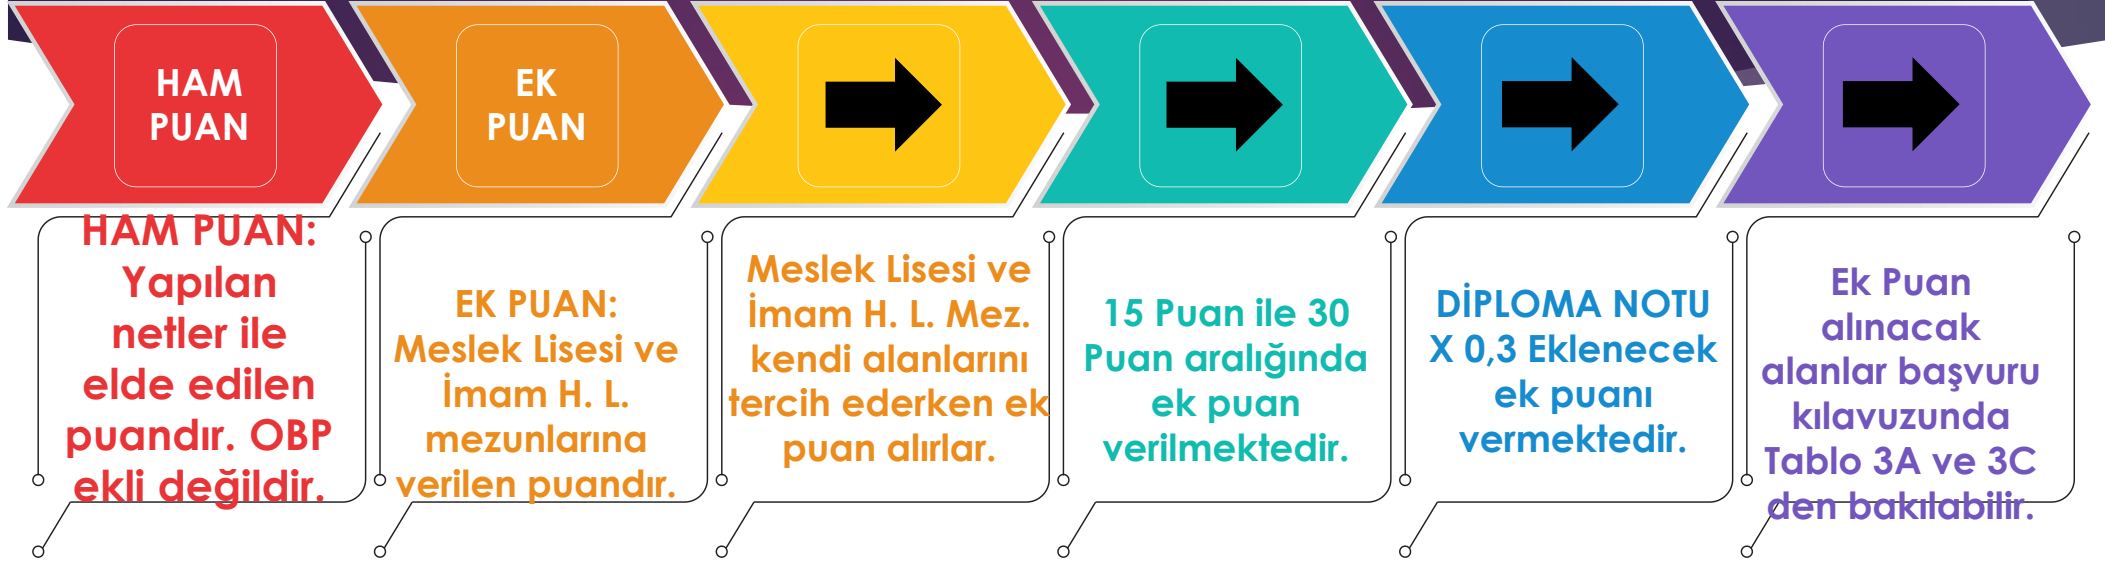 HAM
PUAN
EK
PUAN
HAM PUAN:
Yapılan
netler ile
elde edilen
puandır. OBP
ekli değildir.
EK PUAN:
Meslek Lisesi ve
İmam H. L.
mezunlarına
verilen puandır.
Meslek Lisesi ve
İmam H. L. Mez.
kendi alanlarını
tercih ederken ek
puan alırlar.
15 Puan ile 30
Puan aralığında
ek puan
verilmektedir.
DİPLOMA NOTU
X 0,3 Eklenecek
ek puanı
vermektedir.
Ek Puan
alınacak
alanlar başvuru
kılavuzunda
Tablo 3A ve 3C
den bakılabilir.